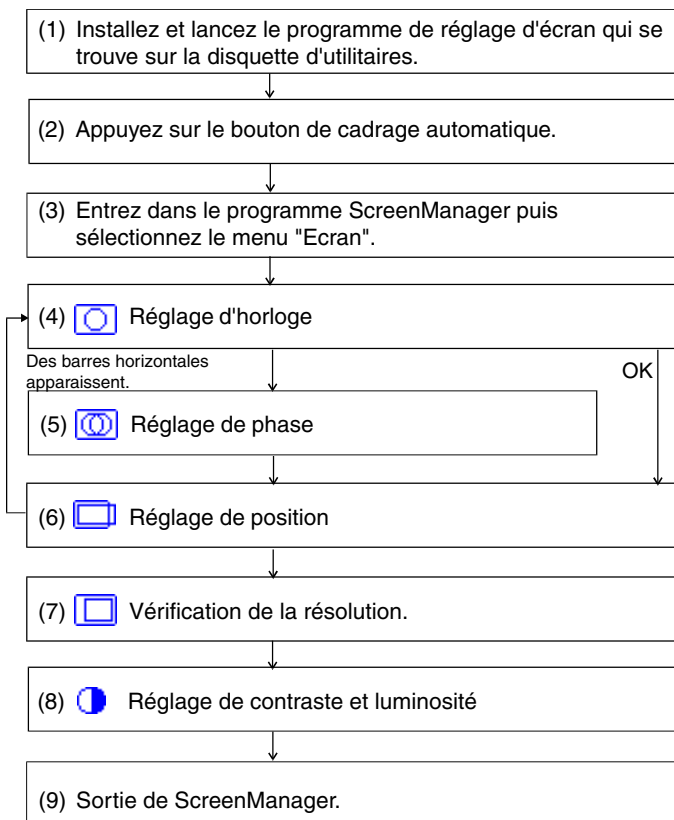 (1) Installez et lancez le programme de réglage d'écran qui se
trouve sur la disquette d'utilitaires.
(2) Appuyez sur le bouton de cadrage automatique.
(3) Entrez dans le programme ScreenManager puis
sélectionnez le menu "Ecran".
(4) Réglage d'horloge
Des barres horizontales
apparaissent.
OK
(5) Réglage de phase
(6) Réglage de position
(7) Vérification de la résolution.
(8) Réglage de contraste et luminosité
(9) Sortie de ScreenManager.